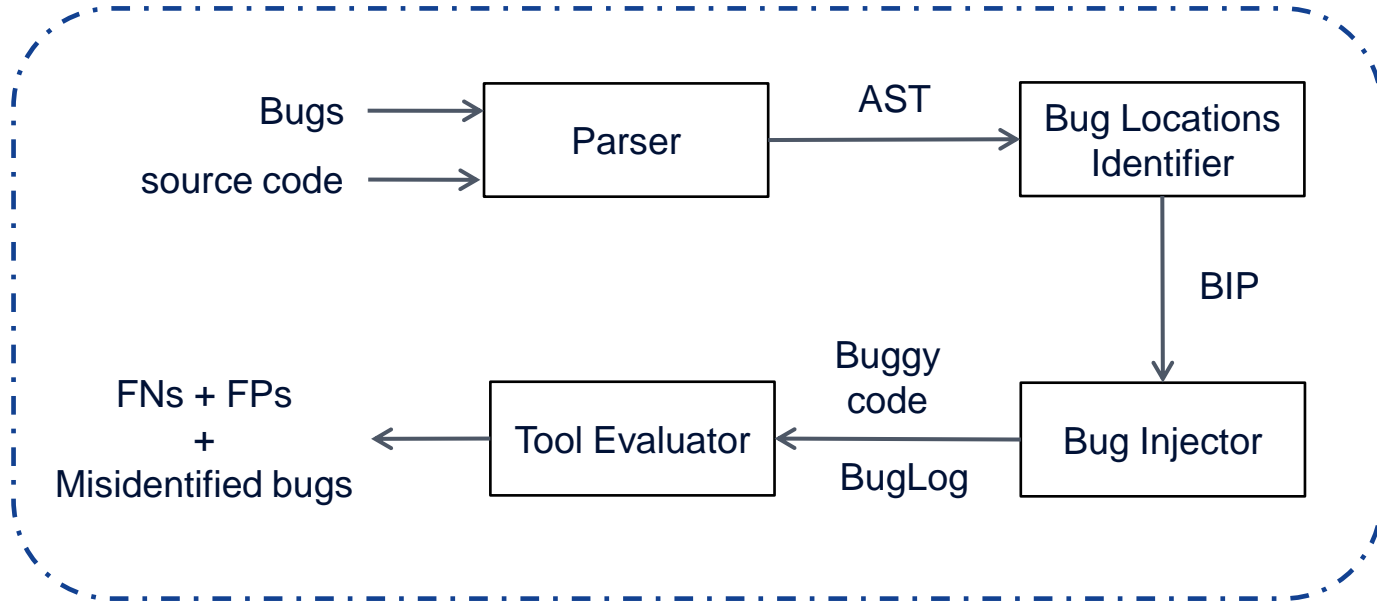 Bugs
source code
Parser
AST
Bug Locations
Identifier
BIP
Buggy
code
BugLog
Bug Injector
Tool Evaluator
FNs + FPs
+
Misidentified bugs